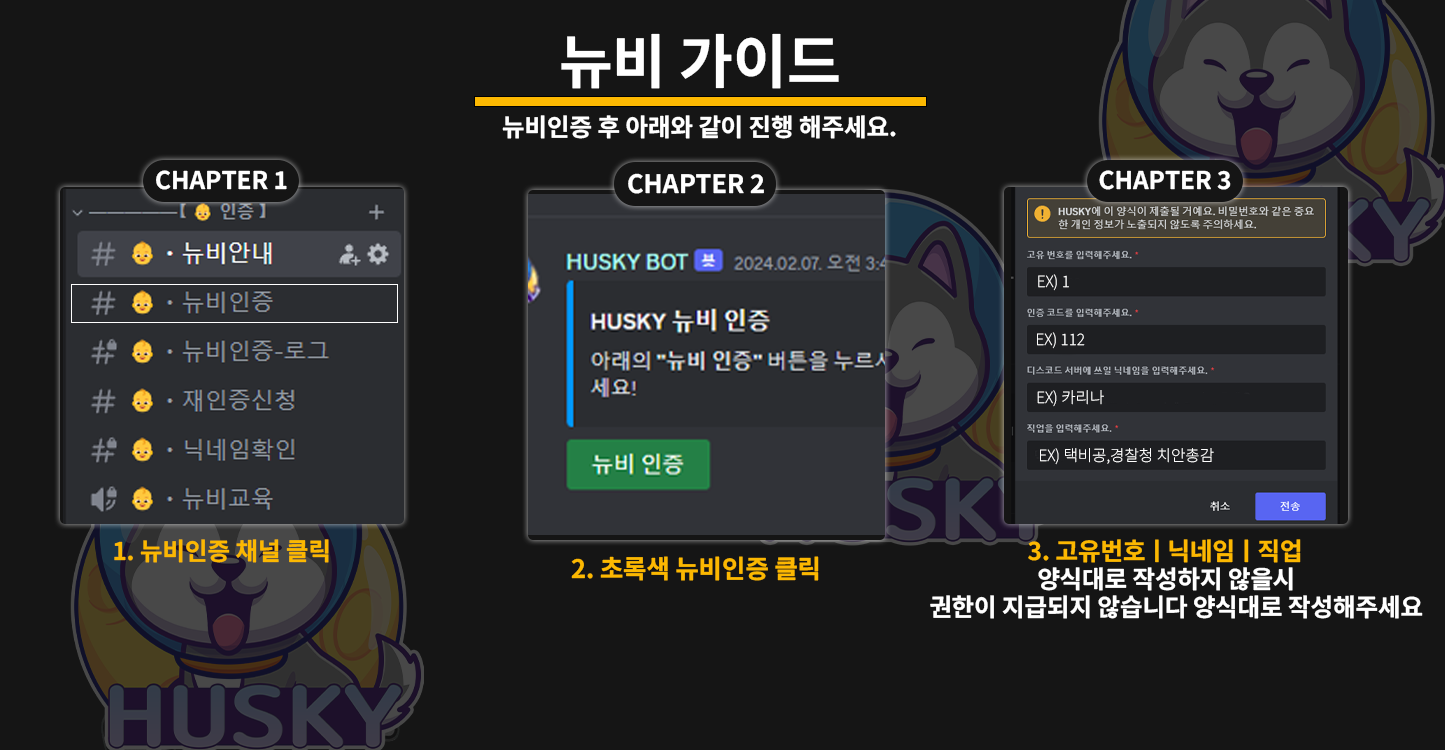 뉴비 가이드
뉴비인증 후 아래와 같이 진행 해주세요.
CHAPTER 1
【 👶 인증 】
# 👶・뉴비안내
# 👶・뉴비인증
# 👶・뉴비인증-로그
# 👶・재인증신청
# 👶・닉네임확인
👶・뉴비교육
1. 뉴비인증 채널 클릭
CHAPTER 2
HUSKY BOT 봇 2024.02.07. 오전 3:4
HUSKY 뉴비 인증
아래의 "뉴비 인증" 버튼을 누르시
세요!
뉴비 인증
2. 초록색 뉴비인증 클릭
CHAPTER 3
HUSKY에 이 양식이 제출될 거예요. 비밀번호와 같은 중요
한 개인 정보가 노출되지 않도록 주의하세요.
고유 번호를 입력해주세요. *
EX) 1
인증 코드를 입력해주세요. *
EX) 112
디스코드 서버에 쓰일 닉네임을 입력해주세요. *
EX) 카리나
직업을 입력해주세요. *
EX) 택비공,경찰청 치안총감
취소
전송
3. 고유번호 | 닉네임 | 직업
양식대로 작성하지 않을시
권한이 지급되지 않습니다 양식대로 작성해주세요
HUSKY
HUSKY